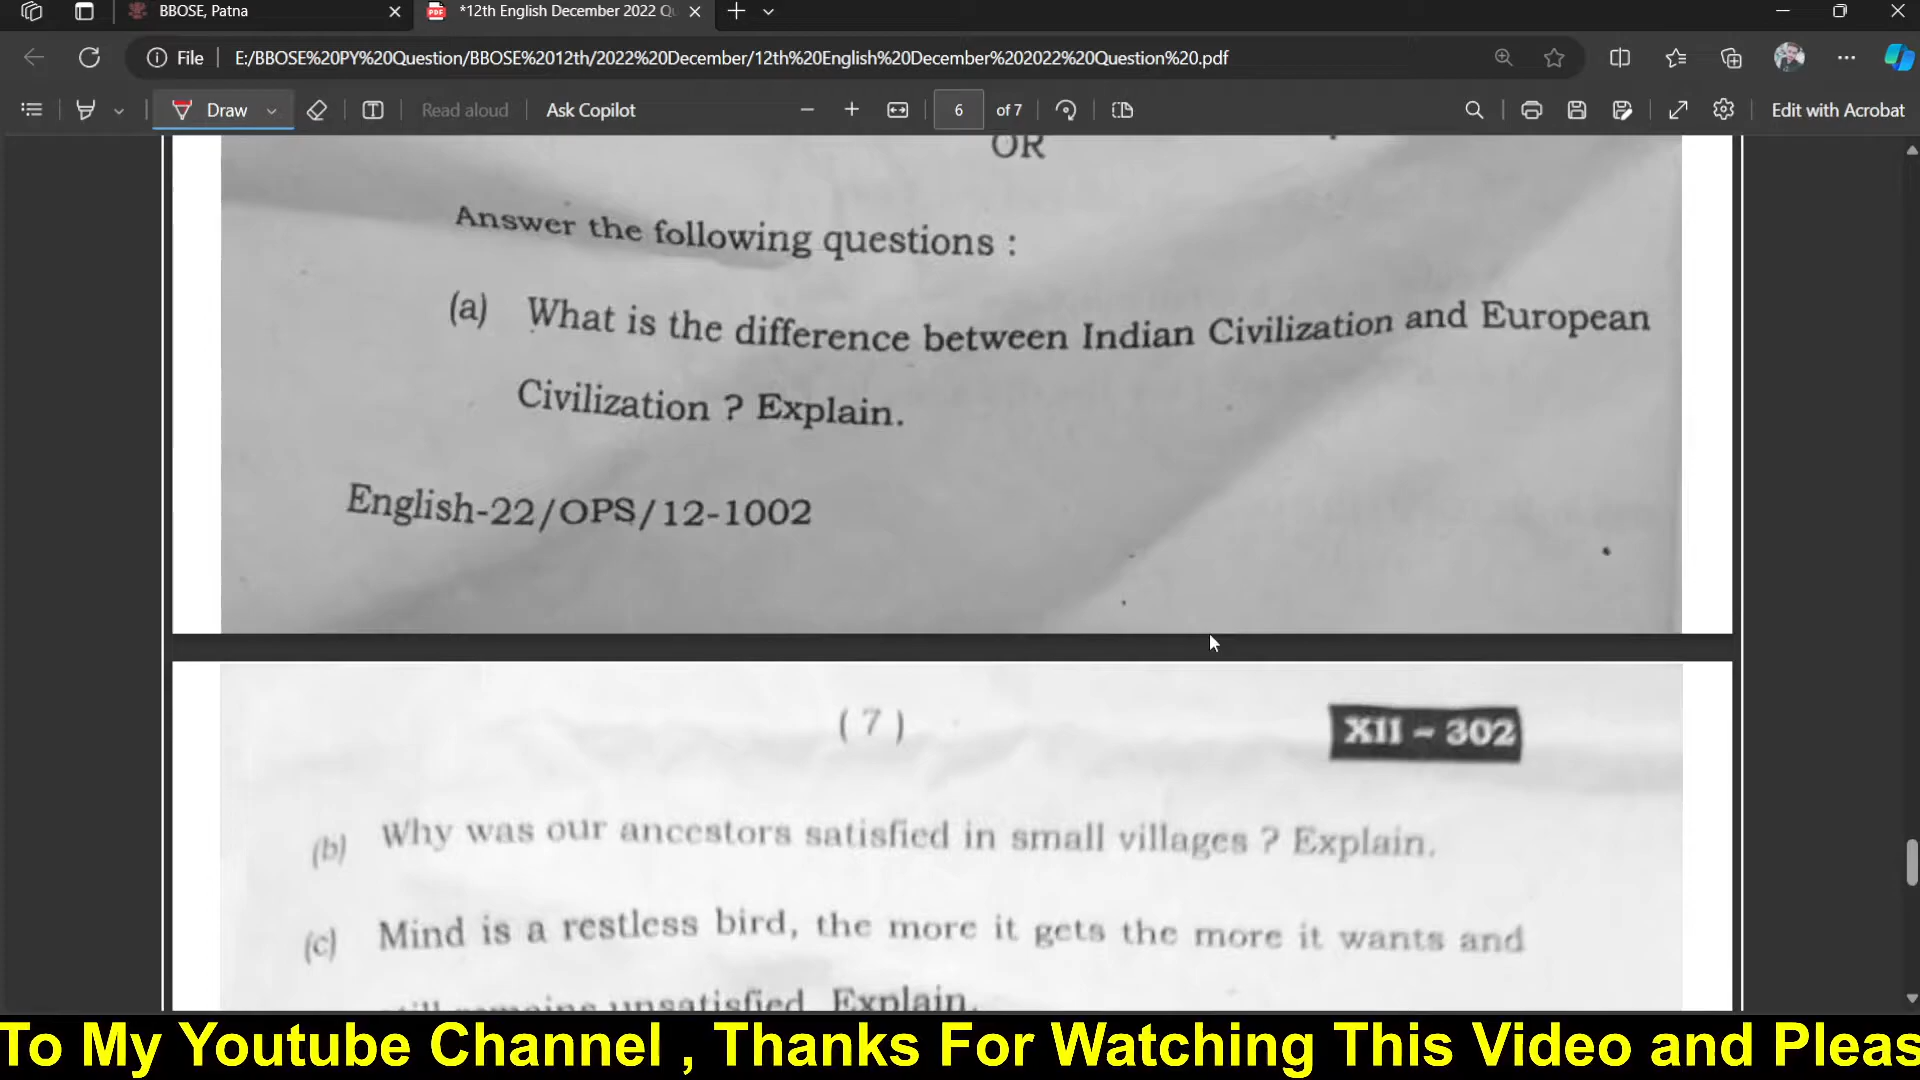 BBOSE, Patna
*12th English December 2022 Q
File
E:/BBOSE%20PY%20Question/BBOSE%2012th/2022%20December/12th%20English%20December%202022%20Question%20.pdf
Draw
Read aloud
Ask Copilot
6
of 7
Edit with Acrobat
OR
Answer the following questions :
(a) What is the difference between Indian Civilization and European
Civilization ? Explain.
English-22/OPS/12-1002
( 7 )
XII – 302
(b) Why was our ancestors satisfied in small villages ? Explain.
(c) Mind is a restless bird, the more it gets the more it wants and
still remains unsatisfied. Explain.
To My Youtube Channel , Thanks For Watching This Video and Pleas